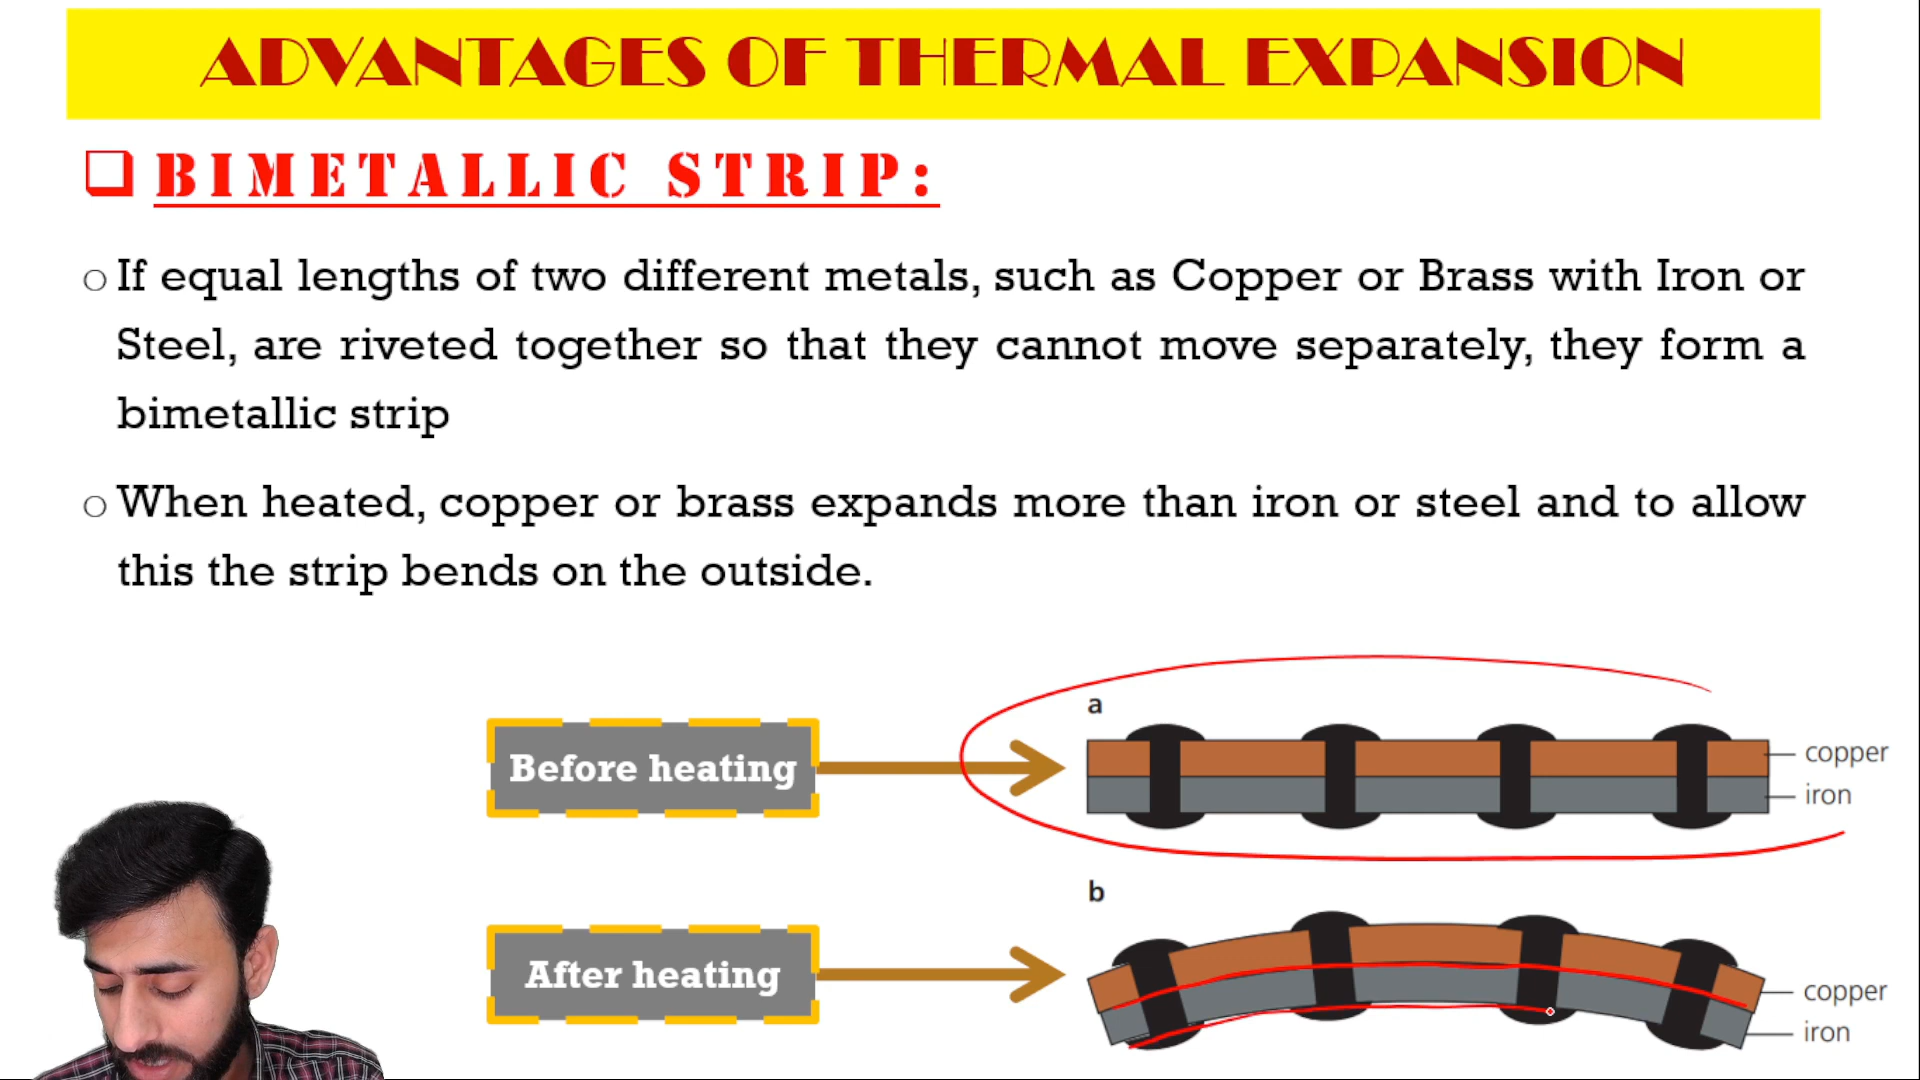 ADVANTAGES OF THERMAL EXPANSION
BIMETALLIC STRIP:
If equal lengths of two different metals, such as Copper or Brass with Iron or
Steel, are riveted together so that they cannot move separately, they form a
bimetallic strip
When heated, copper or brass expands more than iron or steel and to allow
this the strip bends on the outside.
a
Before heating
copper
iron
b
After heating
copper
iron